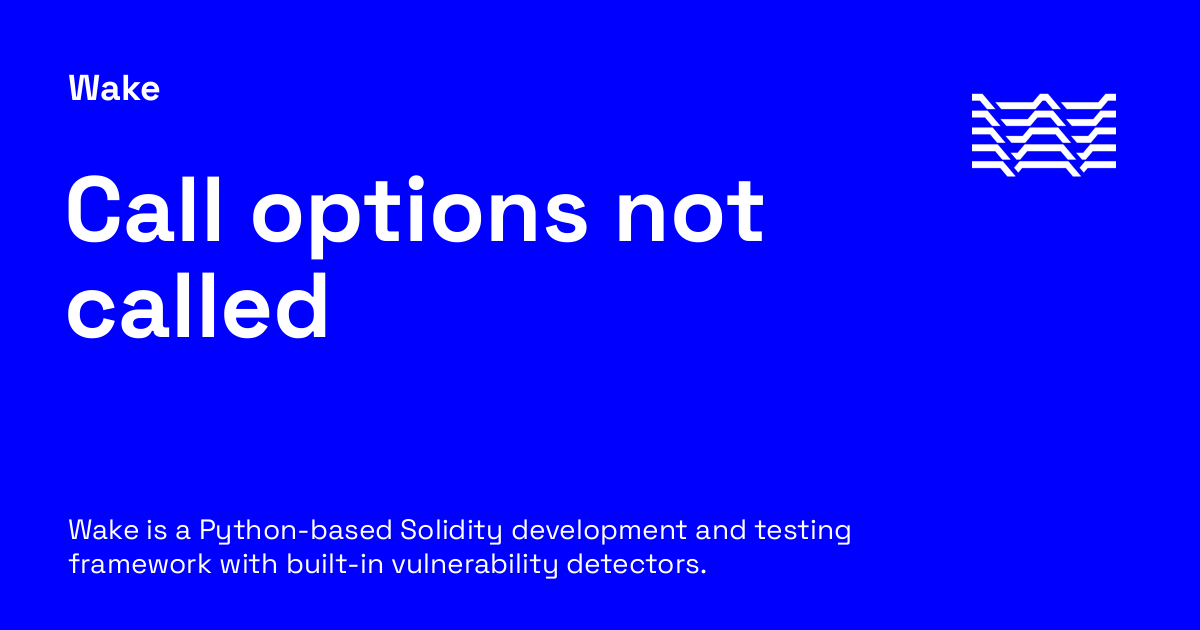 Wake
Call options not
called
Wake is a Python-based Solidity development and testing
framework with built-in vulnerability detectors.